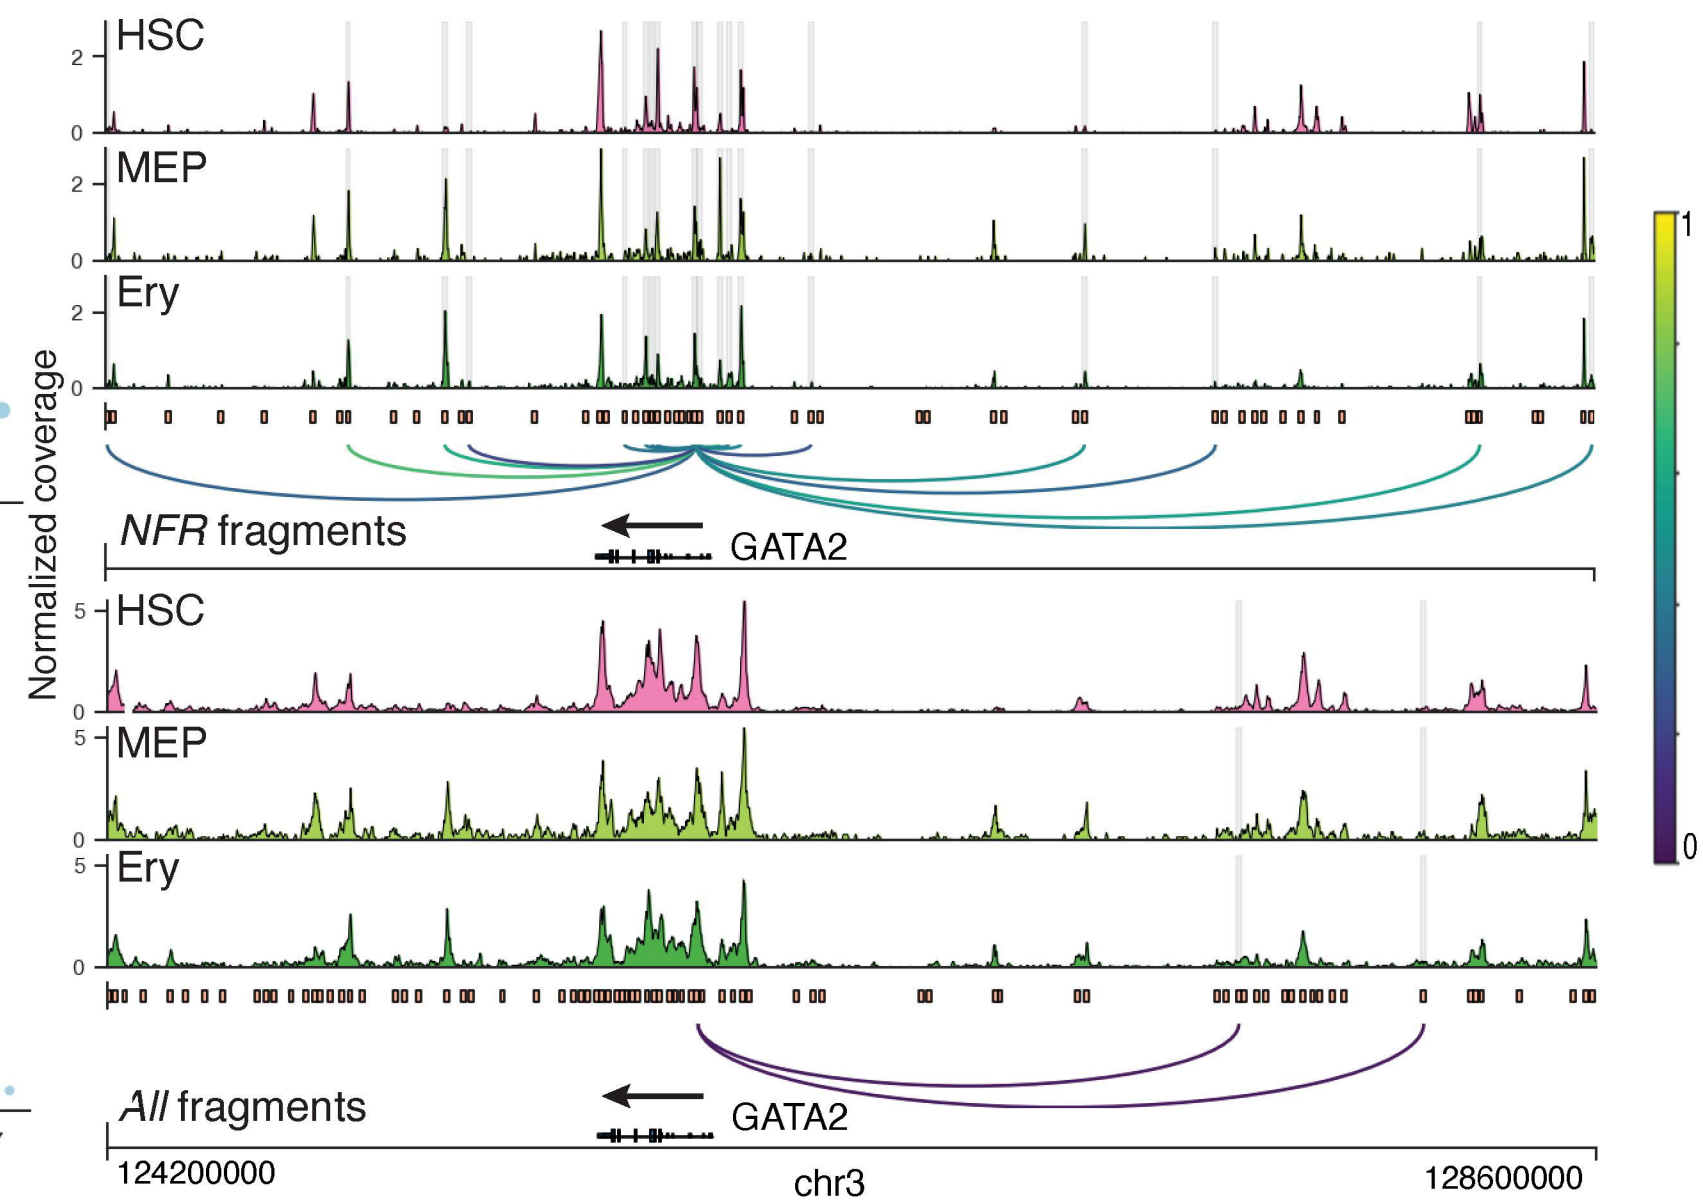 HSC
2
0
MEP
2
0
Ery
2
0
Normalized coverage
NFR fragments
GATA2
HSC
5
0
MEP
5
0
Ery
5
0
All fragments
GATA2
124200000
chr3
128600000
1
0